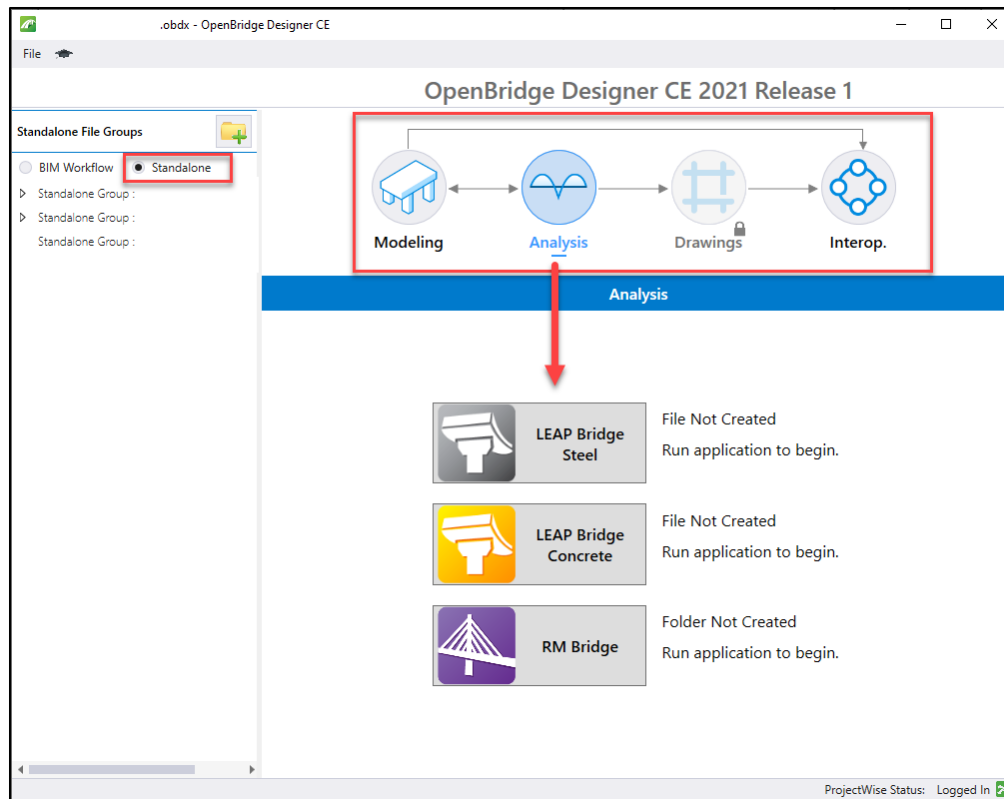 .obdx - OpenBridge Designer CE
File
OpenBridge Designer CE 2021 Release 1
Standalone File Groups
BIM Workflow
Standalone
Standalone Group :
Standalone Group :
Standalone Group :
Modeling
Analysis
Drawings
Interop.
Analysis
LEAP Bridge
Steel
File Not Created
Run application to begin.
LEAP Bridge
Concrete
File Not Created
Run application to begin.
RM Bridge
Folder Not Created
Run application to begin.
ProjectWise Status: Logged In